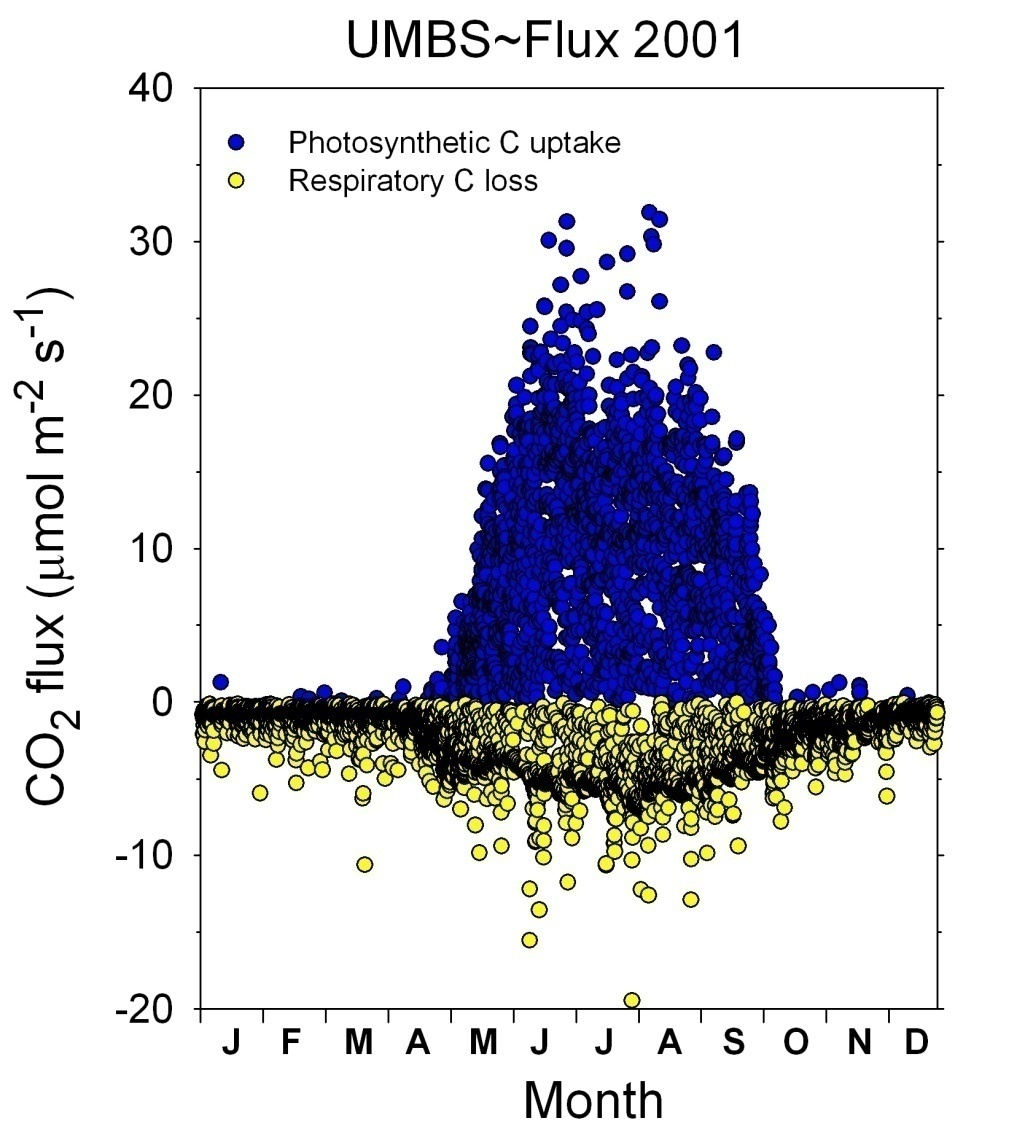 UMBS~Flux 2001
40
Photosynthetic C uptake
Respiratory C loss
30
20
10
0
-10
-20
CO2 flux (μmol m-2 s-1)
J F M A M J J A S O N D
Month